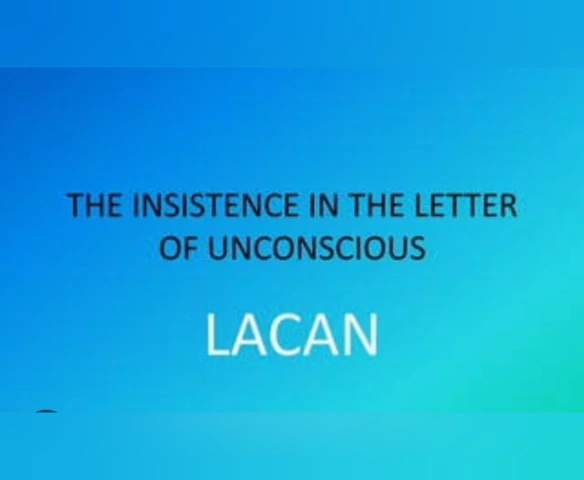 THE INSISTENCE IN THE LETTER
OF UNCONSCIOUS
LACAN